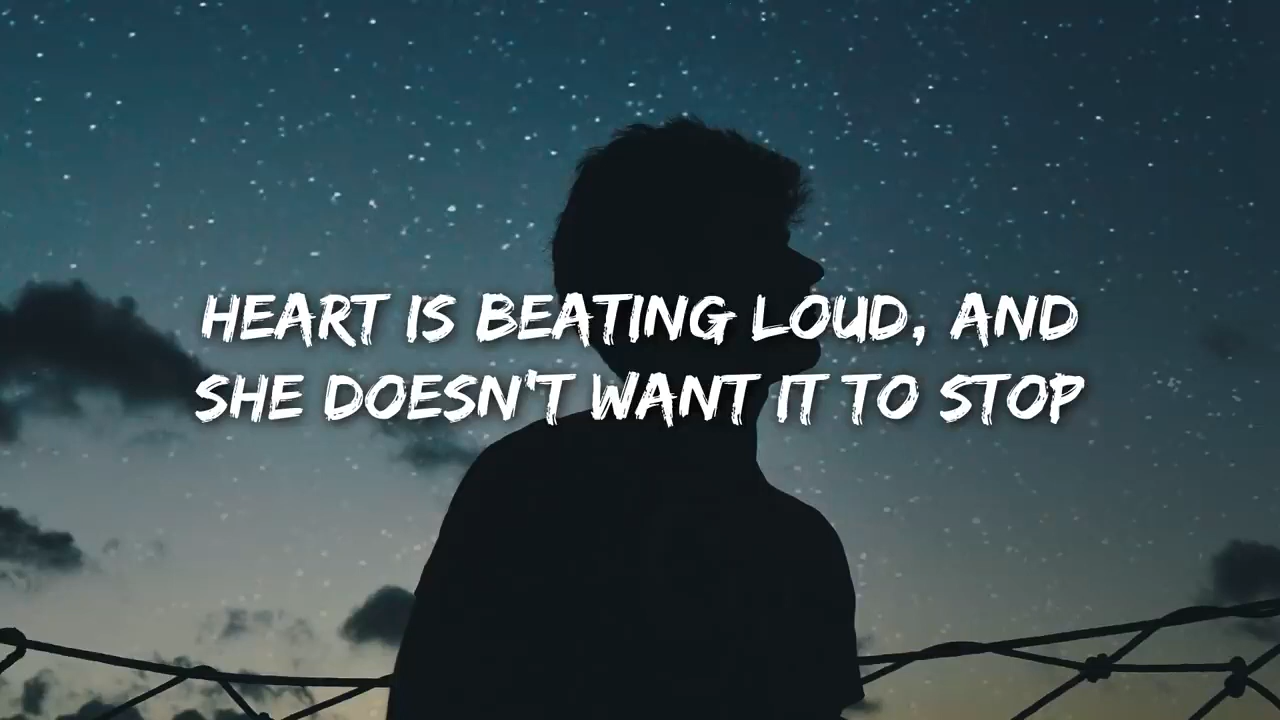 HEART IS BEATING LOUD, AND
SHE DOESN'T WANT IT TO STOP